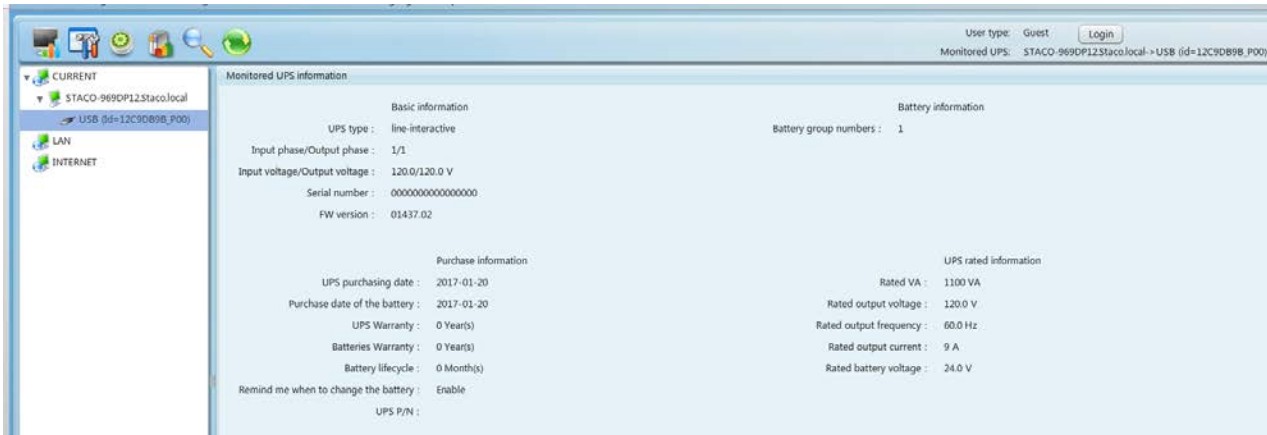 User type: Guest Login
Monitored UPS: STACO-969DP12.Staco.local->USB (id=12C9DB9B_P00)
CURRENT
STACO-969DP12.Staco.local
USB (id=12C9DB9B_P00)
LAN
INTERNET
Monitored UPS information
Basic information
UPS type : line-interactive
Input phase/Output phase : 1/1
Input voltage/Output voltage : 120.0/120.0 V
Serial number : 0000000000000000
FW version : 01437.02
Battery information
Battery group numbers : 1
Purchase information
UPS purchasing date : 2017-01-20
Purchase date of the battery : 2017-01-20
UPS Warranty : 0 Year(s)
Batteries Warranty : 0 Year(s)
Battery lifecycle : 0 Month(s)
Remind me when to change the battery : Enable
UPS P/N :
UPS rated information
Rated VA : 1100 VA
Rated output voltage : 120.0 V
Rated output frequency : 60.0 Hz
Rated output current : 9 A
Rated battery voltage : 24.0 V